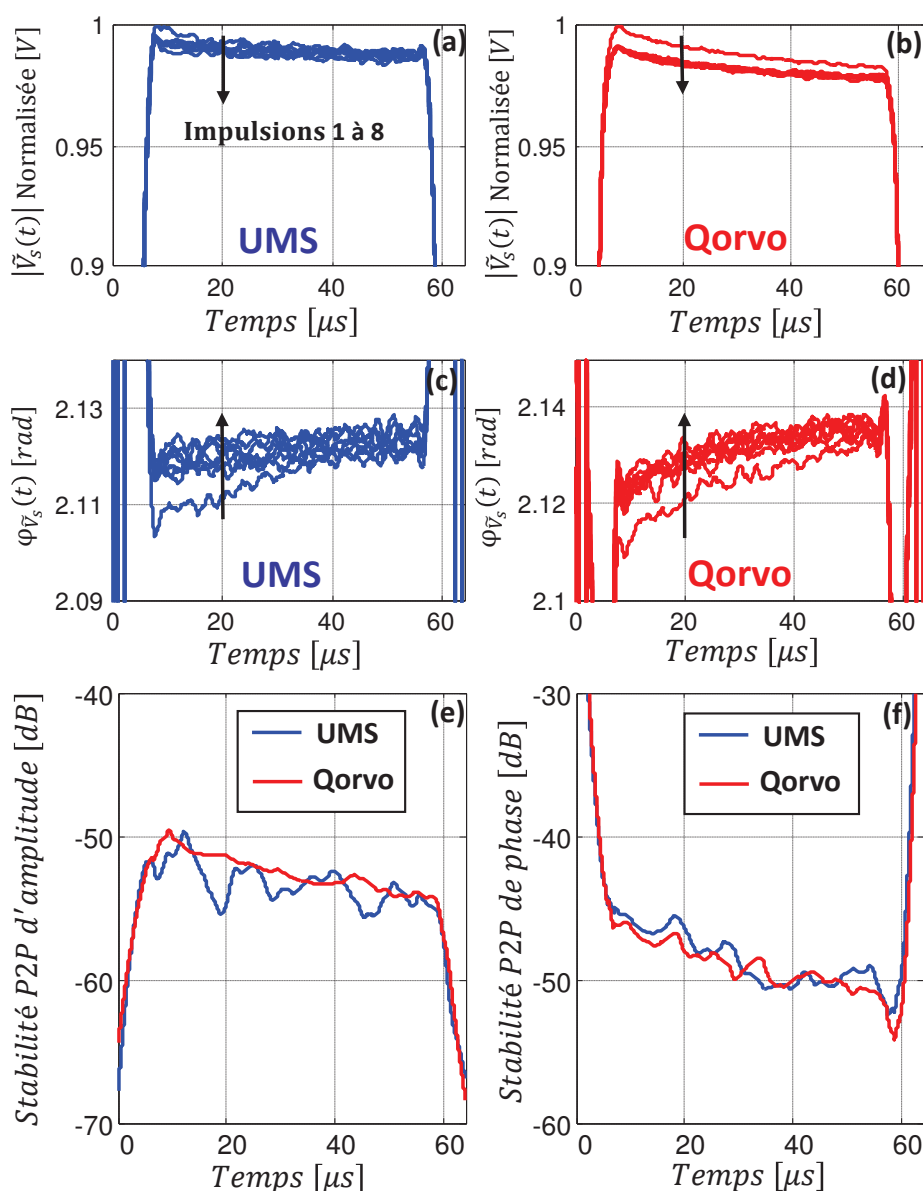 (a)
1
0.95
0.9
|Ṽs(t)| Normalisée [V]
Impulsions 1 à 8
UMS
0 20 40 60
Temps [μs]
(b)
1
0.95
0.9
|Ṽs(t)| Normalisée [V]
Qorvo
0 20 40 60
Temps [μs]
(c)
2.13
2.11
2.09
φṼs(t) [rad]
UMS
0 20 40 60
Temps [μs]
(d)
2.14
2.12
2.1
φṼs(t) [rad]
Qorvo
0 20 40 60
Temps [μs]
(e)
-40
-50
-60
-70
Stabilité P2P d'amplitude [dB]
UMS
Qorvo
0 20 40 60
Temps [μs]
(f)
-30
-40
-50
-60
Stabilité P2P de phase [dB]
UMS
Qorvo
0 20 40 60
Temps [μs]